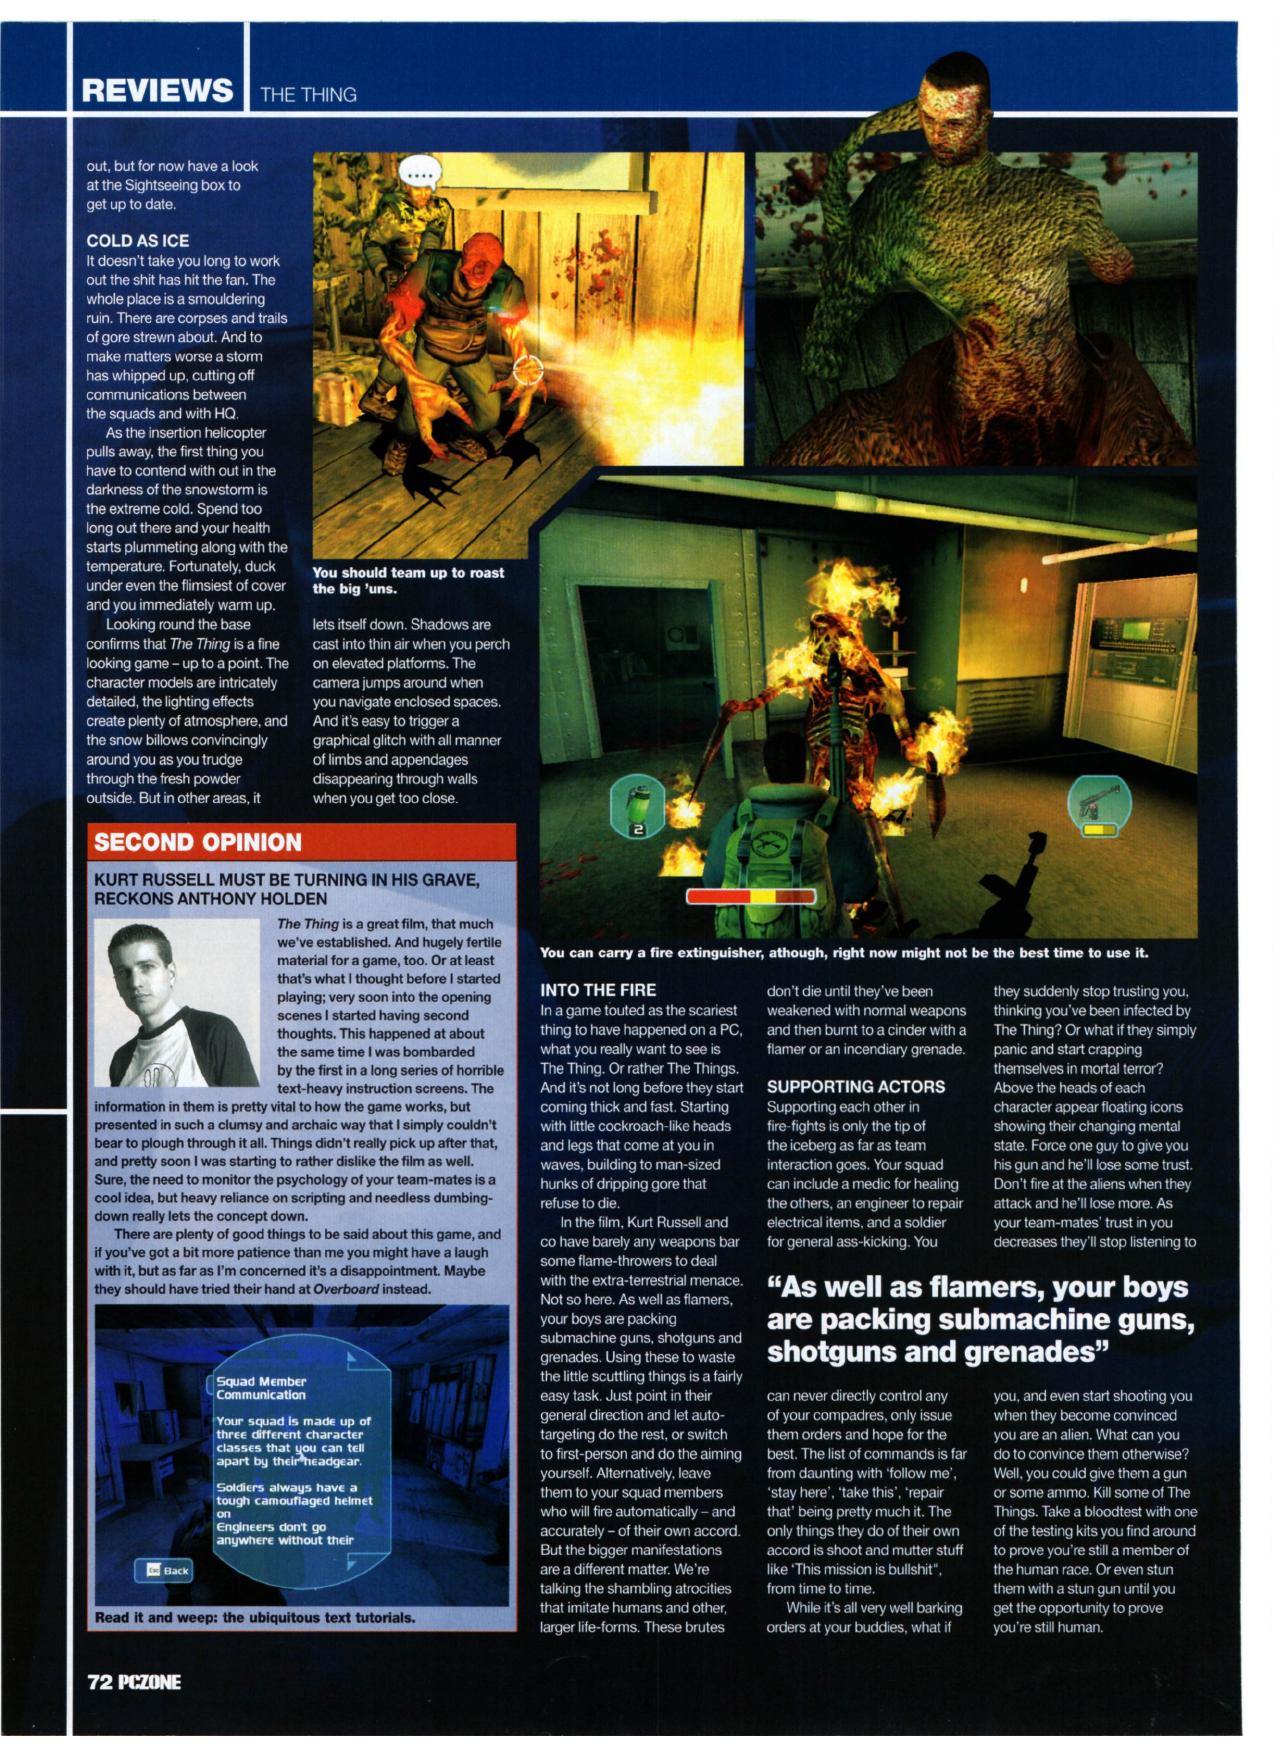 REVIEWS
THE THING
out, but for now have a look
at the Sightseeing box to
get up to date.
COLD AS ICE
It doesn't take you long to work
out the shit has hit the fan. The
whole place is a smouldering
ruin. There are corpses and trails
of gore strewn about. And to
make matters worse a storm
has whipped up, cutting off
communications between
the squads and with HQ.
As the insertion helicopter
pulls away, the first thing you
have to contend with out in the
darkness of the snowstorm is
the extreme cold. Spend too
long out there and your health
starts plummeting along with the
temperature. Fortunately, duck
under even the flimsiest of cover
and you immediately warm up.
Looking round the base
confirms that The Thing is a fine
looking game – up to a point. The
character models are intricately
detailed, the lighting effects
create plenty of atmosphere, and
the snow billows convincingly
around you as you trudge
through the fresh powder
outside. But in other areas, it
You should team up to roast
the big 'uns.
lets itself down. Shadows are
cast into thin air when you perch
on elevated platforms. The
camera jumps around when
you navigate enclosed spaces.
And it's easy to trigger a
graphical glitch with all manner
of limbs and appendages
disappearing through walls
when you get too close.
2
You can carry a fire extinguisher, athough, right now might not be the best time to use it.
SECOND OPINION
KURT RUSSELL MUST BE TURNING IN HIS GRAVE,
RECKONS ANTHONY HOLDEN
The Thing is a great film, that much
we've established. And hugely fertile
material for a game, too. Or at least
that's what I thought before I started
playing; very soon into the opening
scenes I started having second
thoughts. This happened at about
the same time I was bombarded
by the first in a long series of horrible
text-heavy instruction screens. The
information in them is pretty vital to how the game works, but
presented in such a clumsy and archaic way that I simply couldn't
bear to plough through it all. Things didn't really pick up after that,
and pretty soon I was starting to rather dislike the film as well.
Sure, the need to monitor the psychology of your team-mates is a
cool idea, but heavy reliance on scripting and needless dumbing-
down really lets the concept down.
There are plenty of good things to be said about this game, and
if you've got a bit more patience than me you might have a laugh
with it, but as far as I'm concerned it's a disappointment. Maybe
they should have tried their hand at Overboard instead.
Squad Member
Communication
Your squad is made up of
three different character
classes that you can tell
apart by their headgear.
Soldiers always have a
tough camouflaged helmet
on
Engineers don't go
anywhere without their
Esc Back
Read it and weep: the ubiquitous text tutorials.
INTO THE FIRE
In a game touted as the scariest
thing to have happened on a PC,
what you really want to see is
The Thing. Or rather The Things.
And it's not long before they start
coming thick and fast. Starting
with little cockroach-like heads
and legs that come at you in
waves, building to man-sized
hunks of dripping gore that
refuse to die.
In the film, Kurt Russell and
co have barely any weapons bar
some flame-throwers to deal
with the extra-terrestrial menace.
Not so here. As well as flamers,
your boys are packing
submachine guns, shotguns and
grenades. Using these to waste
the little scuttling things is a fairly
easy task. Just point in their
general direction and let auto-
targeting do the rest, or switch
to first-person and do the aiming
yourself. Alternatively, leave
them to your squad members
who will fire automatically – and
accurately – of their own accord.
But the bigger manifestations
are a different matter. We're
talking the shambling atrocities
that imitate humans and other,
larger life-forms. These brutes
don't die until they've been
weakened with normal weapons
and then burnt to a cinder with a
flamer or an incendiary grenade.
SUPPORTING ACTORS
Supporting each other in
fire-fights is only the tip of
the iceberg as far as team
interaction goes. Your squad
can include a medic for healing
the others, an engineer to repair
electrical items, and a soldier
for general ass-kicking. You
"As well as flamers, your boys
are packing submachine guns,
shotguns and grenades"
can never directly control any
of your compadres, only issue
them orders and hope for the
best. The list of commands is far
from daunting with 'follow me',
'stay here', 'take this', 'repair
that' being pretty much it. The
only things they do of their own
accord is shoot and mutter stuff
like 'This mission is bullshit",
from time to time.
While it's all very well barking
orders at your buddies, what if
they suddenly stop trusting you,
thinking you've been infected by
The Thing? Or what if they simply
panic and start crapping
themselves in mortal terror?
Above the heads of each
character appear floating icons
showing their changing mental
state. Force one guy to give you
his gun and he'll lose some trust.
Don't fire at the aliens when they
attack and he'll lose more. As
your team-mates' trust in you
decreases they'll stop listening to
you, and even start shooting you
when they become convinced
you are an alien. What can you
do to convince them otherwise?
Well, you could give them a gun
or some ammo. Kill some of The
Things. Take a bloodtest with one
of the testing kits you find around
to prove you're still a member of
the human race. Or even stun
them with a stun gun until you
get the opportunity to prove
you're still human.
72 PCZONE